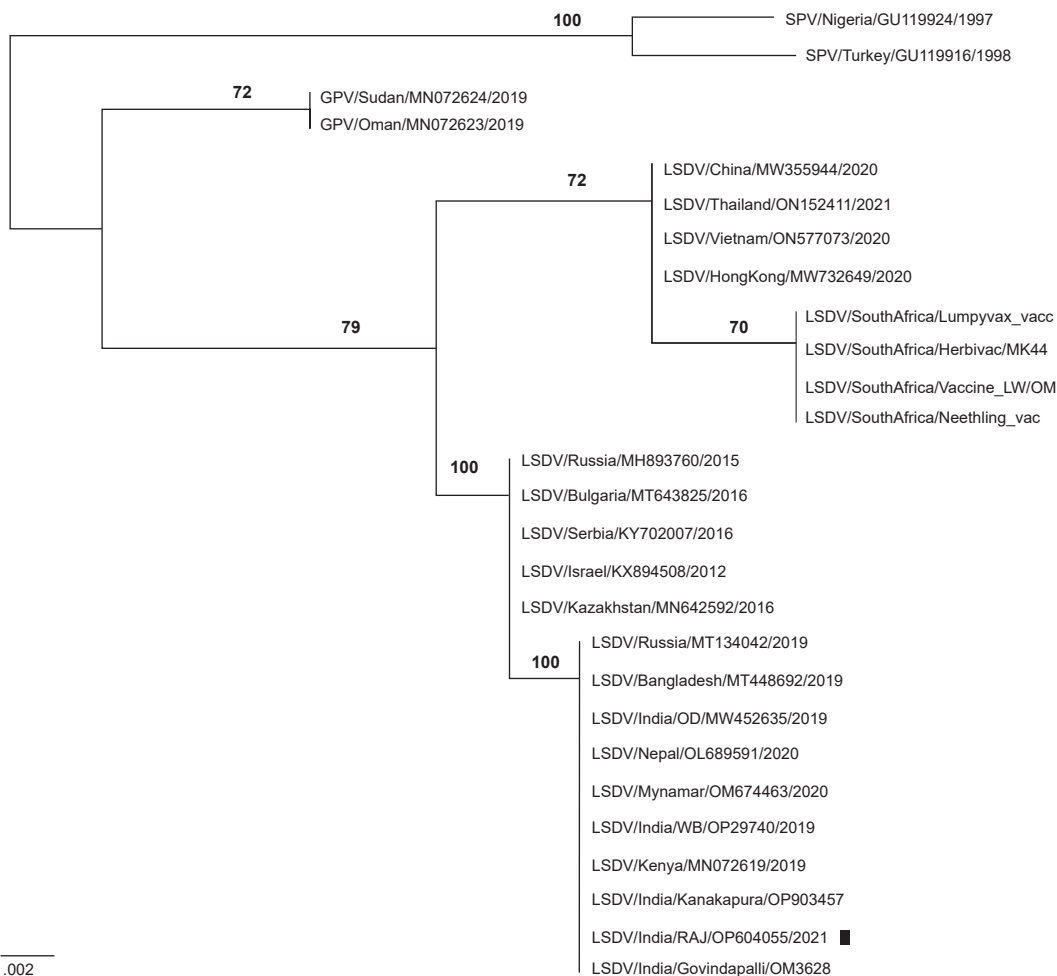 100
SPV/Nigeria/GU119924/1997
SPV/Turkey/GU119916/1998
72
GPV/Sudan/MN072624/2019
GPV/Oman/MN072623/2019
72
LSDV/China/MW355944/2020
LSDV/Thailand/ON152411/2021
LSDV/Vietnam/ON577073/2020
LSDV/HongKong/MW732649/2020
70
LSDV/SouthAfrica/Lumpyvax_vacc
LSDV/SouthAfrica/Herbivac/MK44
LSDV/SouthAfrica/Vaccine_LW/OM
LSDV/SouthAfrica/Neethling_vac
79
100
LSDV/Russia/MH893760/2015
LSDV/Bulgaria/MT643825/2016
LSDV/Serbia/KY702007/2016
LSDV/Israel/KX894508/2012
LSDV/Kazakhstan/MN642592/2016
100
LSDV/Russia/MT134042/2019
LSDV/Bangladesh/MT448692/2019
LSDV/India/OD/MW452635/2019
LSDV/Nepal/OL689591/2020
LSDV/Mynamar/OM674463/2020
LSDV/India/WB/OP29740/2019
LSDV/Kenya/MN072619/2019
LSDV/India/Kanakapura/OP903457
LSDV/India/RAJ/OP604055/2021
LSDV/India/Govindapalli/OM3628
.002